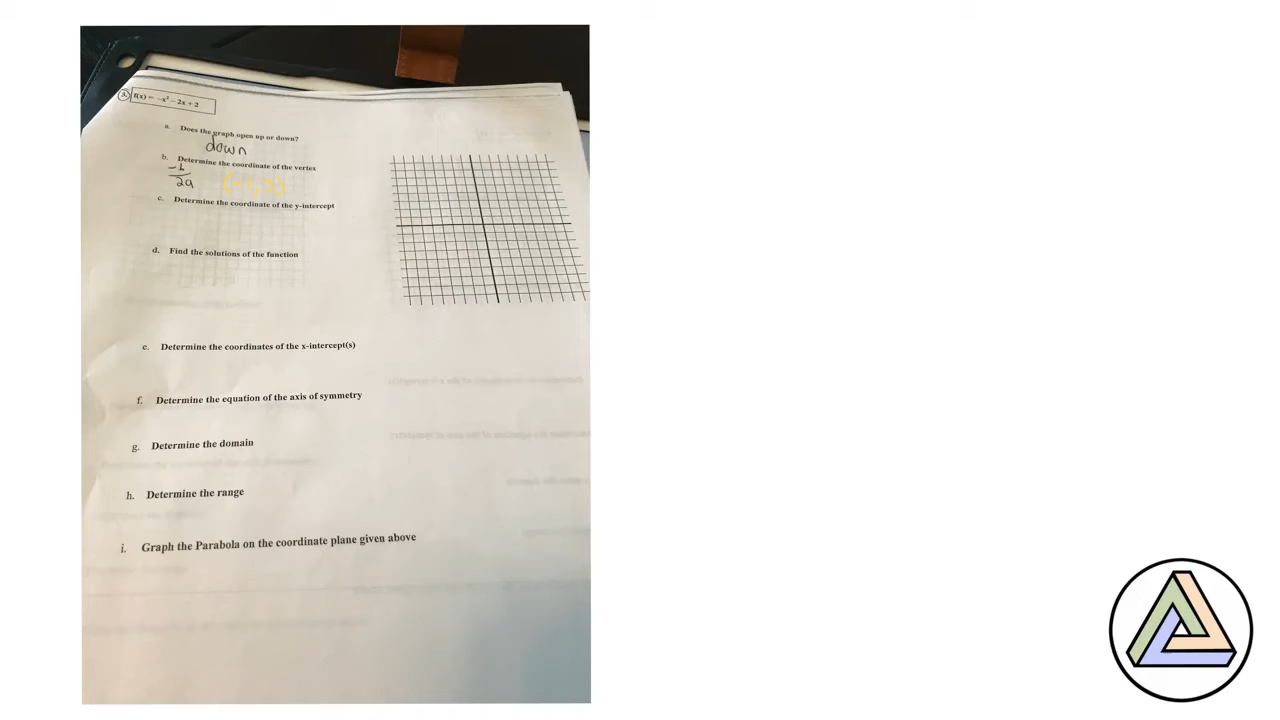 3. f(x) = -x² - 2x + 2
a. Does the graph open up or down?
down
b. Determine the coordinate of the vertex
-b
2a
(-1,3)
c. Determine the coordinate of the y-intercept
d. Find the solutions of the function
e. Determine the coordinates of the x-intercept(s)
f. Determine the equation of the axis of symmetry
g. Determine the domain
h. Determine the range
i. Graph the Parabola on the coordinate plane given above